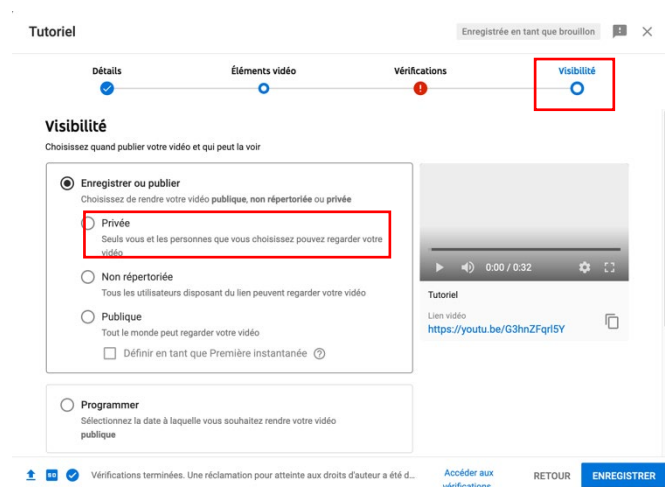 Tutoriel
Enregistrée en tant que brouillon
Détails
Éléments vidéo
Vérifications
Visibilité
Visibilité
Choisissez quand publier votre vidéo et qui peut la voir
Enregistrer ou publier
Choisissez de rendre votre vidéo publique, non répertoriée ou privée
Privée
Seuls vous et les personnes que vous choisissez pouvez regarder votre
vidéo
Non répertoriée
Tous les utilisateurs disposant du lien peuvent regarder votre vidéo
Publique
Tout le monde peut regarder votre vidéo
Définir en tant que Première instantanée
Programmer
Sélectionnez la date à laquelle vous souhaitez rendre votre vidéo
publique
0:00 / 0:32
Tutoriel
Lien vidéo
https://youtu.be/G3hnZFqrl5Y
Vérifications terminées. Une réclamation pour atteinte aux droits d'auteur a été d...
Accéder aux
vérifications
RETOUR
ENREGISTRER